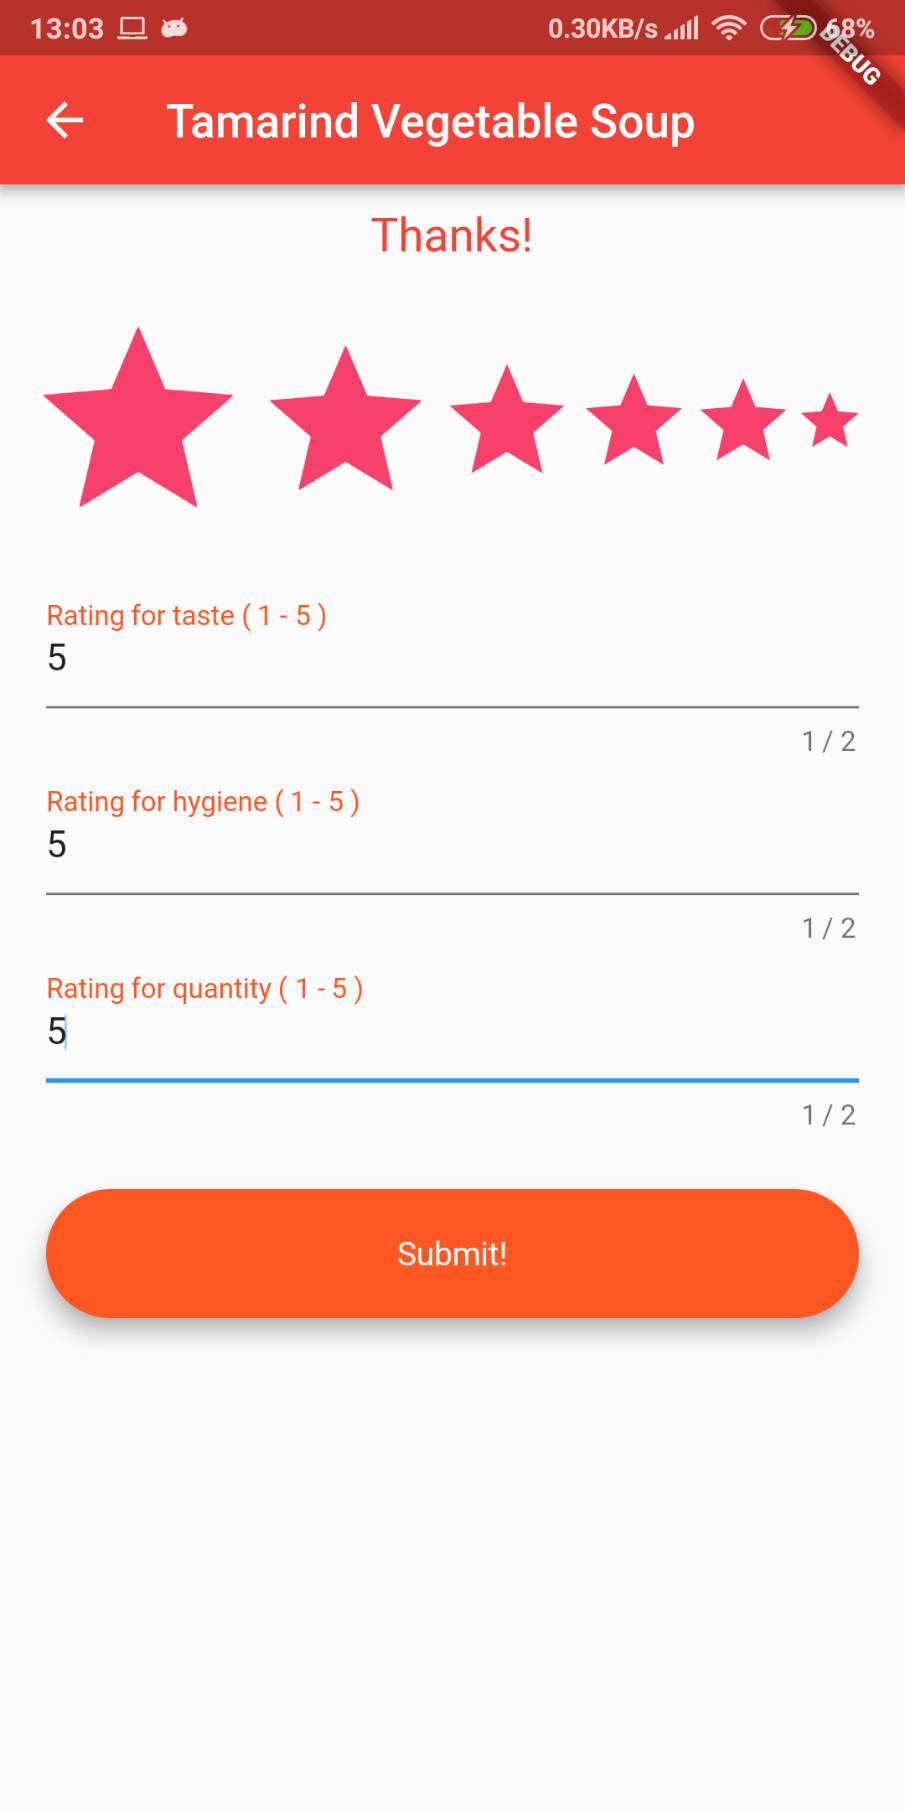 13:03 0.30KB/s 68%
DEBUG
Tamarind Vegetable Soup
Thanks!
Rating for taste ( 1 - 5 )
5
1 / 2
Rating for hygiene ( 1 - 5 )
5
1 / 2
Rating for quantity ( 1 - 5 )
5
1 / 2
Submit!